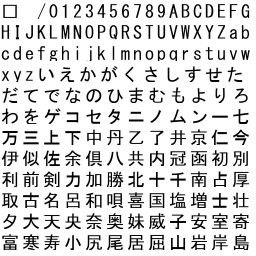 □ /0123456789ABCDEFG
HIJKLMNOPQRSTUVWXYZab
cdefghijklmnopqrstuvw
xyzいえかがくさしすせた
だてでなのひまむもよりろ
わをゲコセタニノムンー七
万三上下中丹乙了井京仁今
伊似佐余倶八共内冠函初別
利前剣力加勝北十千南占厚
取古名呂和唄喜国塩増士壮
夕大天央奈奥妹威子安室寄
富寒寿小尻尾居屈山岩岸島